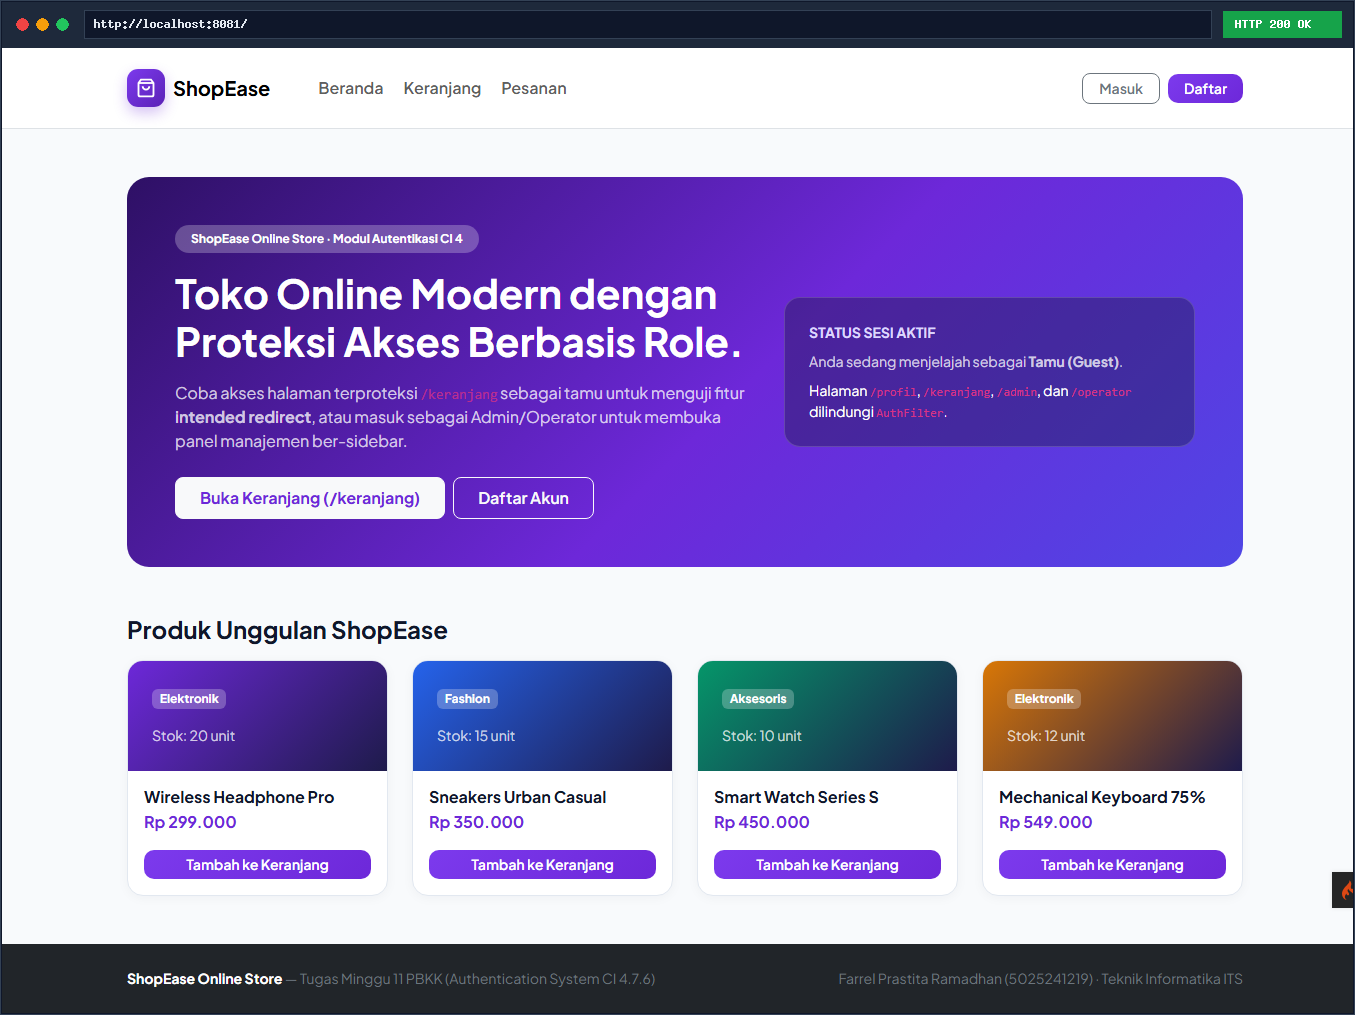 http://localhost:8081/
HTTP 200 OK
ShopEase
Beranda
Keranjang
Pesanan
Masuk
Daftar
ShopEase Online Store · Modul Autentikasi CI 4
Toko Online Modern dengan
Proteksi Akses Berbasis Role.
Coba akses halaman terproteksi /keranjang sebagai tamu untuk menguji fitur
intended redirect, atau masuk sebagai Admin/Operator untuk membuka
panel manajemen ber-sidebar.
Buka Keranjang (/keranjang)
Daftar Akun
STATUS SESI AKTIF
Anda sedang menjelajah sebagai Tamu (Guest).
Halaman /profil, /keranjang, /admin, dan /operator
dilindungi AuthFilter.
Produk Unggulan ShopEase
Elektronik
Stok: 20 unit
Wireless Headphone Pro
Rp 299.000
Tambah ke Keranjang
Fashion
Stok: 15 unit
Sneakers Urban Casual
Rp 350.000
Tambah ke Keranjang
Aksesoris
Stok: 10 unit
Smart Watch Series S
Rp 450.000
Tambah ke Keranjang
Elektronik
Stok: 12 unit
Mechanical Keyboard 75%
Rp 549.000
Tambah ke Keranjang
ShopEase Online Store — Tugas Minggu 11 PBKK (Authentication System CI 4.7.6)
Farrel Prastita Ramadhan (5025241219) · Teknik Informatika ITS